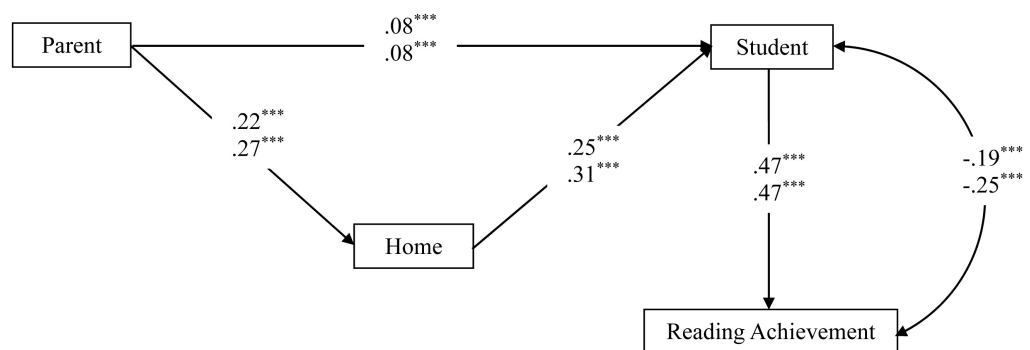 Parent
.08***
.08***
Student
.22***
.27***
.25***
.31***
.47***
.47***
-.19***
-.25***
Home
Reading Achievement